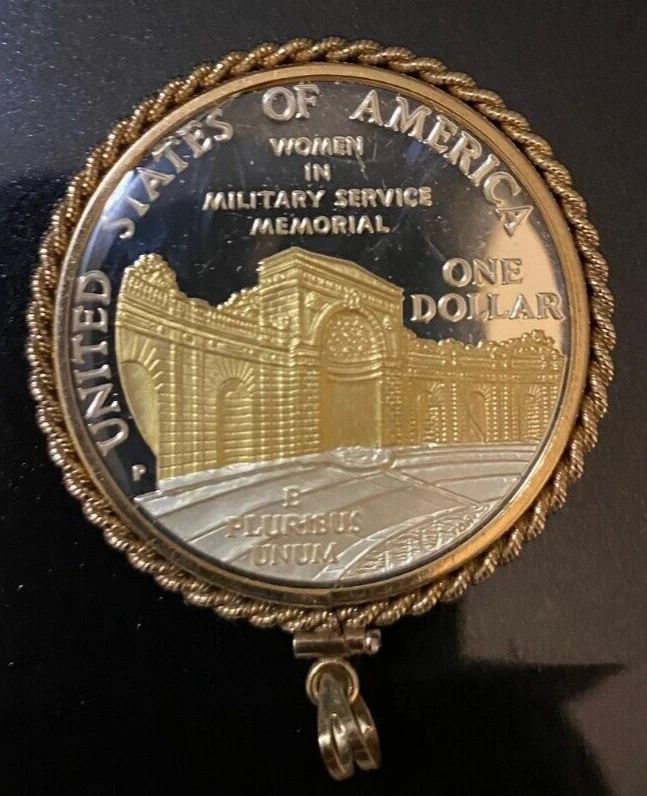 UNITED STATES OF AMERICA
WOMEN
IN
MILITARY SERVICE
MEMORIAL
ONE
DOLLAR
P
E
PLURIBUS
UNUM